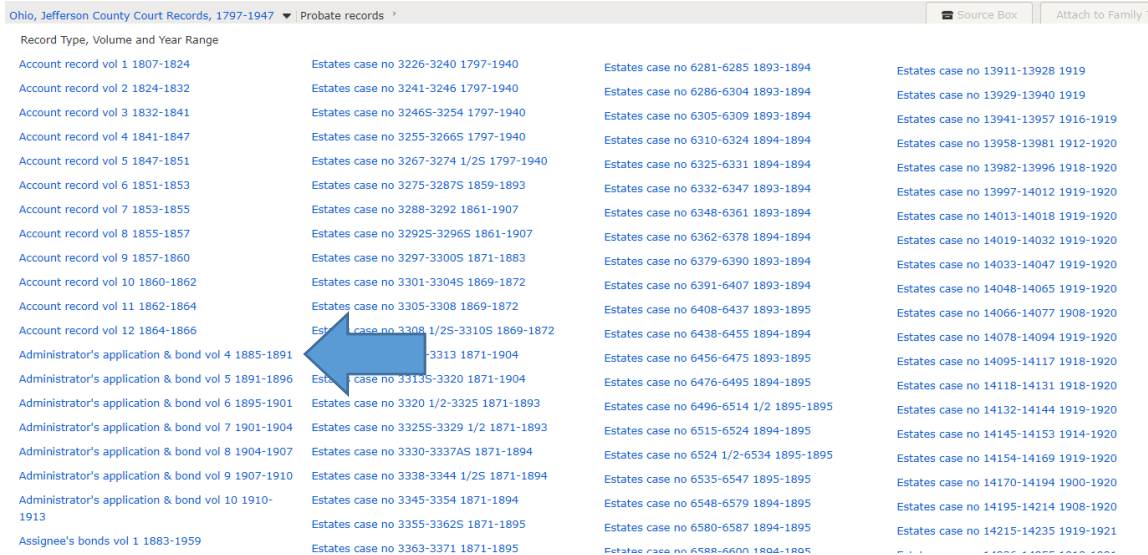 Ohio, Jefferson County Court Records, 1797-1947 Probate records
Source Box
Attach to Family
Record Type, Volume and Year Range
Account record vol 1 1807-1824
Account record vol 2 1824-1832
Account record vol 3 1832-1841
Account record vol 4 1841-1847
Account record vol 5 1847-1851
Account record vol 6 1851-1853
Account record vol 7 1853-1855
Account record vol 8 1855-1857
Account record vol 9 1857-1860
Account record vol 10 1860-1862
Account record vol 11 1862-1864
Account record vol 12 1864-1866
Administrator's application & bond vol 4 1885-1891
Administrator's application & bond vol 5 1891-1896
Administrator's application & bond vol 6 1895-1901
Administrator's application & bond vol 7 1901-1904
Administrator's application & bond vol 8 1904-1907
Administrator's application & bond vol 9 1907-1910
Administrator's application & bond vol 10 1910-
1913
Assignee's bonds vol 1 1883-1959
Estates case no 3226-3240 1797-1940
Estates case no 3241-3246 1797-1940
Estates case no 3246S-3254 1797-1940
Estates case no 3255-3266S 1797-1940
Estates case no 3267-3274 1/2S 1797-1940
Estates case no 3275-3287S 1859-1893
Estates case no 3288-3292 1861-1907
Estates case no 3292S-3296S 1861-1907
Estates case no 3297-3300S 1871-1883
Estates case no 3301-3304S 1869-1872
Estates case no 3305-3308 1869-1872
case no 3308 1/2S-3310S 1869-1872
-3313 1871-1904
case no 3313S-3320 1871-1904
Estates case no 3320 1/2-3325 1871-1893
Estates case no 3325S-3329 1/2 1871-1893
Estates case no 3330-3337AS 1871-1894
Estates case no 3338-3344 1/2S 1871-1894
Estates case no 3345-3354 1871-1894
Estates case no 3355-3362S 1871-1895
Estates case no 3363-3371 1871-1895
Estates case no 6281-6285 1893-1894
Estates case no 6286-6304 1893-1894
Estates case no 6305-6309 1893-1894
Estates case no 6310-6324 1894-1894
Estates case no 6325-6331 1894-1894
Estates case no 6332-6347 1893-1894
Estates case no 6348-6361 1893-1894
Estates case no 6362-6378 1894-1894
Estates case no 6379-6390 1893-1894
Estates case no 6391-6407 1893-1894
Estates case no 6408-6437 1893-1895
Estates case no 6438-6455 1894-1894
Estates case no 6456-6475 1893-1895
Estates case no 6476-6495 1894-1895
Estates case no 6496-6514 1/2 1895-1895
Estates case no 6515-6524 1894-1895
Estates case no 6524 1/2-6534 1895-1895
Estates case no 6535-6547 1895-1895
Estates case no 6548-6579 1894-1895
Estates case no 6580-6587 1894-1895
Estates case no 6588-6600 1894-1895
Estates case no 13911-13928 1919
Estates case no 13929-13940 1919
Estates case no 13941-13957 1916-1919
Estates case no 13958-13981 1912-1920
Estates case no 13982-13996 1918-1920
Estates case no 13997-14012 1919-1920
Estates case no 14013-14018 1919-1920
Estates case no 14019-14032 1919-1920
Estates case no 14033-14047 1919-1920
Estates case no 14048-14065 1919-1920
Estates case no 14066-14077 1908-1920
Estates case no 14078-14094 1919-1920
Estates case no 14095-14117 1918-1920
Estates case no 14118-14131 1918-1920
Estates case no 14132-14144 1919-1920
Estates case no 14145-14153 1914-1920
Estates case no 14154-14169 1919-1920
Estates case no 14170-14194 1900-1920
Estates case no 14195-14214 1908-1920
Estates case no 14215-14235 1919-1921